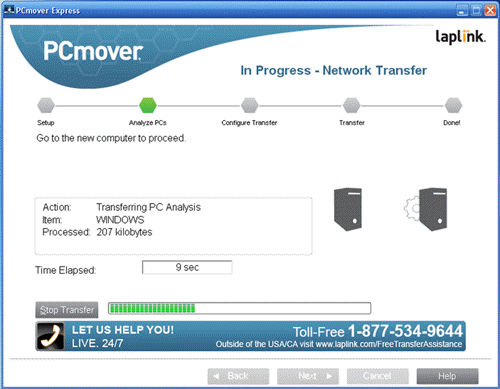 PCmover Express
PCmover.
laplink.
In Progress - Network Transfer
Setup
Analyze PCs
Configure Transfer
Transfer
Done!
Go to the new computer to proceed.
Action: Transferring PC Analysis
Item: WINDOWS
Processed: 207 kilobytes
Time Elapsed: 9 sec
Stop Transfer
LET US HELP YOU!
LIVE. 24/7
Toll-Free 1-877-534-9644
Outside of the USA/CA visit www.laplink.com/FreeTransferAssistance
Back
Next
Cancel
Help